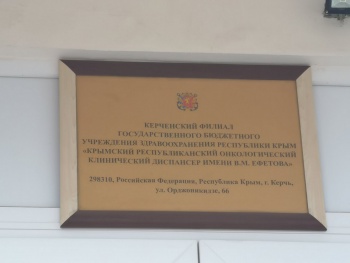 КЕРЧЕНСКИЙ ФИЛИАЛ
ГОСУДАРСТВЕННОГО БЮДЖЕТНОГО
УЧРЕЖДЕНИЯ ЗДРАВООХРАНЕНИЯ РЕСПУБЛИКИ КРЫМ
«КРЫМСКИЙ РЕСПУБЛИКАНСКИЙ ОНКОЛОГИЧЕСКИЙ
КЛИНИЧЕСКИЙ ДИСПАНСЕР ИМЕНИ В.М. ЕФЕТОВА»
298318, Российская Федерация, Республика Крым, г. Керчь,
ул. Орджоникидзе, 66